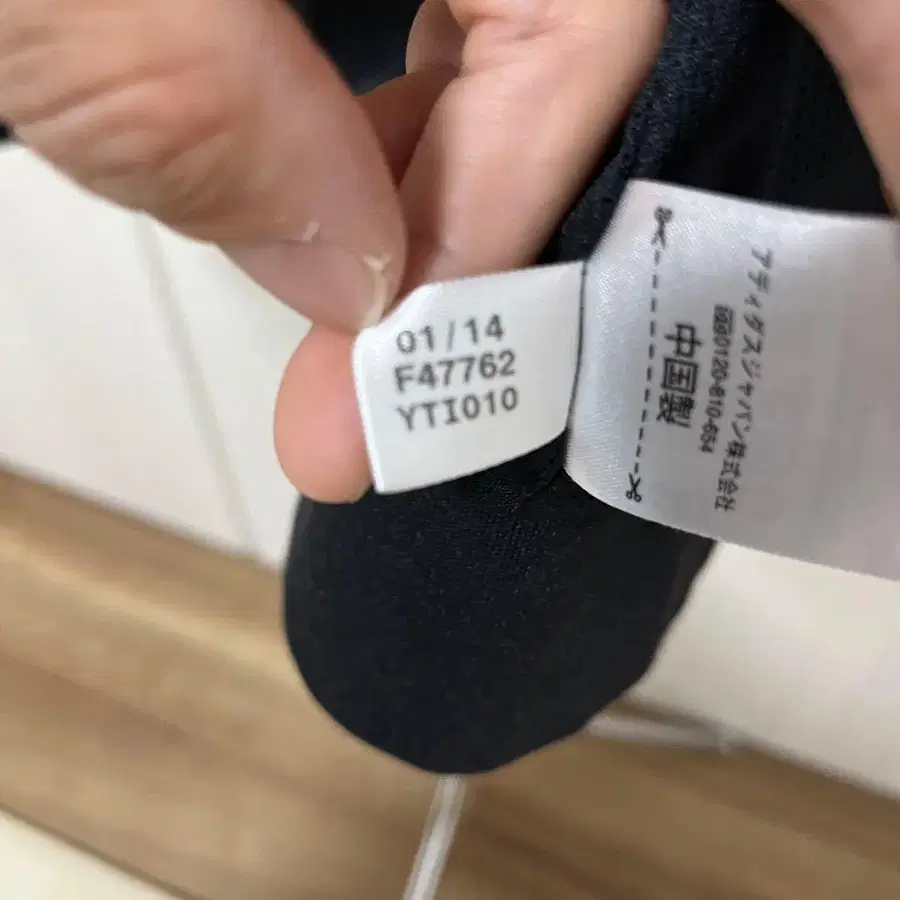 01/14
F47762
YTI010
アディダスジャパン株式会社
0120-810-654
中国製